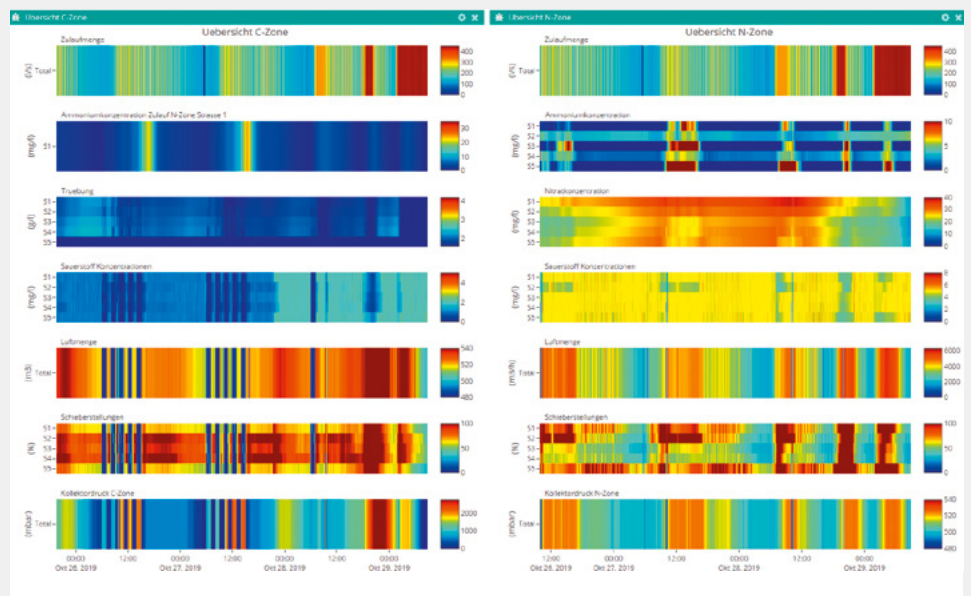 Uebersicht C-Zone
Uebersicht C-Zone
Zulaufmenge
(l/s)
Total
400
300
200
100
0
Ammoniumkonzentration Zulauf N-Zone Strasse 1
(mg/l)
S1
30
20
10
0
Truebung
(g/l)
S1
S2
S3
S4
S5
4
3
2
Sauerstoff Konzentrationen
(mg/l)
S1
S2
S3
S4
S5
4
2
0
Luftmenge
Total
540
520
500
480
Schieberstellungen
(%)
S1
S2
S3
S4
S5
100
50
0
Kollektordruck C-Zone
(mbar)
Total
2000
1000
0
00:00
12:00
00:00
12:00
00:00
12:00
00:00
Okt 26, 2019
Okt 27, 2019
Okt 28, 2019
Okt 29, 2019
Uebersicht N-Zone
Uebersicht N-Zone
Zulaufmenge
(l/s)
Total
400
300
200
100
0
Ammoniumkonzentration
(mg/l)
S1
S2
S3
S4
S5
10
5
0
Nitratkonzentration
(mg/l)
S1
S2
S3
S4
S5
40
30
20
10
0
Sauerstoff Konzentrationen
(mg/l)
S1
S2
S3
S4
S5
8
6
4
2
0
Luftmenge
(m3/h)
Total
6000
4000
2000
0
Schieberstellungen
(%)
S1
S2
S3
S4
S5
100
50
0
Kollektordruck N-Zone
(mbar)
Total
540
520
500
480
12:00
00:00
12:00
00:00
12:00
00:00
Okt 26, 2019
Okt 27, 2019
Okt 28, 2019
Okt 29, 2019